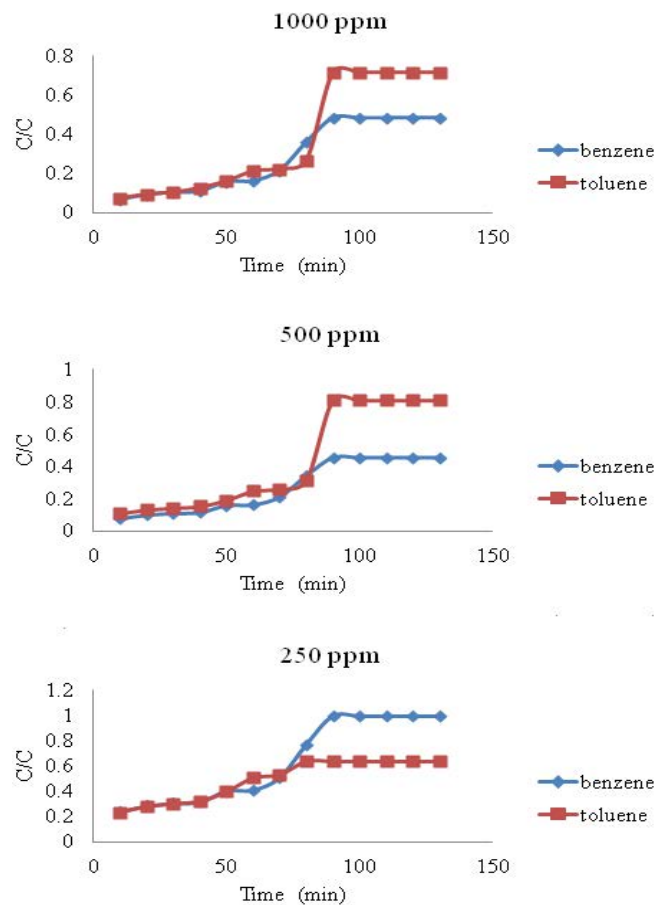 1000 ppm
0.8
0.6
0.4
0.2
0
C/C
0 50 100 150
Time (min)
benzene
toluene
500 ppm
1
0.8
0.6
0.4
0.2
0
C/C
0 50 100 150
Time (min)
benzene
toluene
250 ppm
1.2
1
0.8
0.6
0.4
0.2
0
C/C
0 50 100 150
Time (min)
benzene
toluene